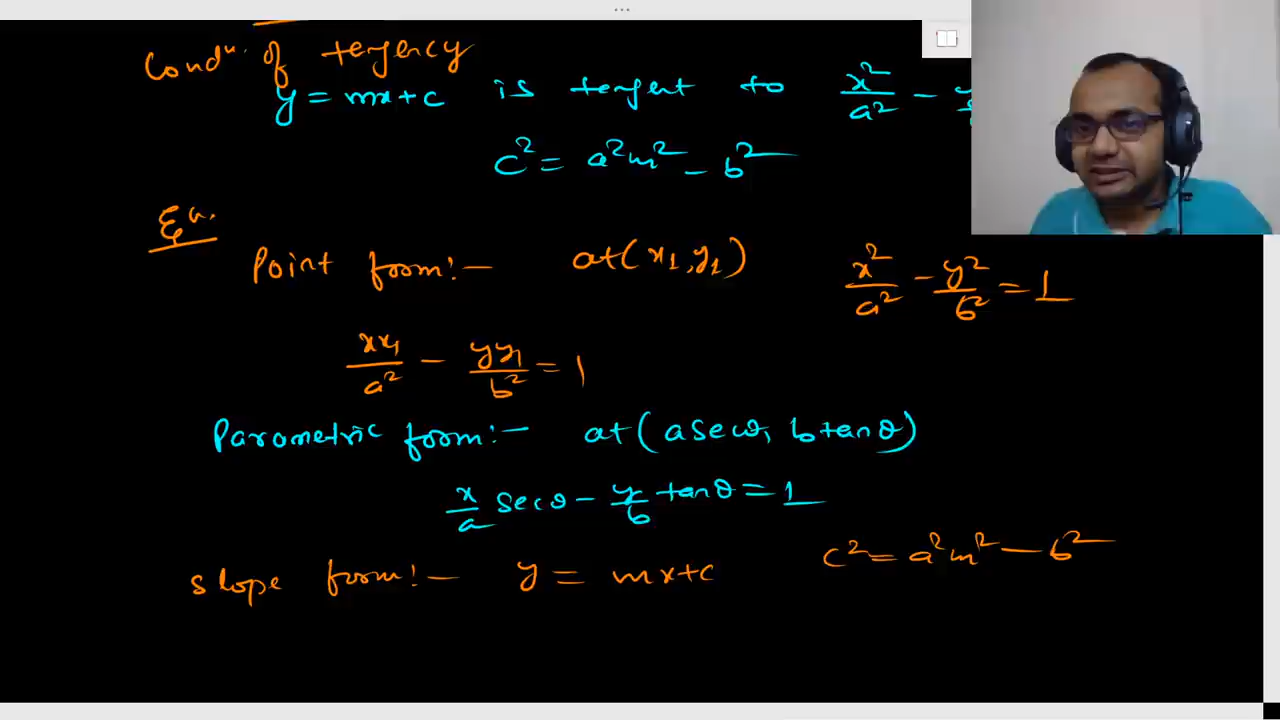 Condn. of tengency
y = mx+c is tengent to x²/a² −
c² = a²m² − b²
Eqn.
Point form:− at(x₁,y₁) x²/a² − y²/b² = 1
xx₁/a² − yy₁/b² = 1
Parametric form:− at(a secθ, b tanθ)
x/a secθ − y/b tanθ = 1
slope form:− y = mx+c c² = a²m² − b²